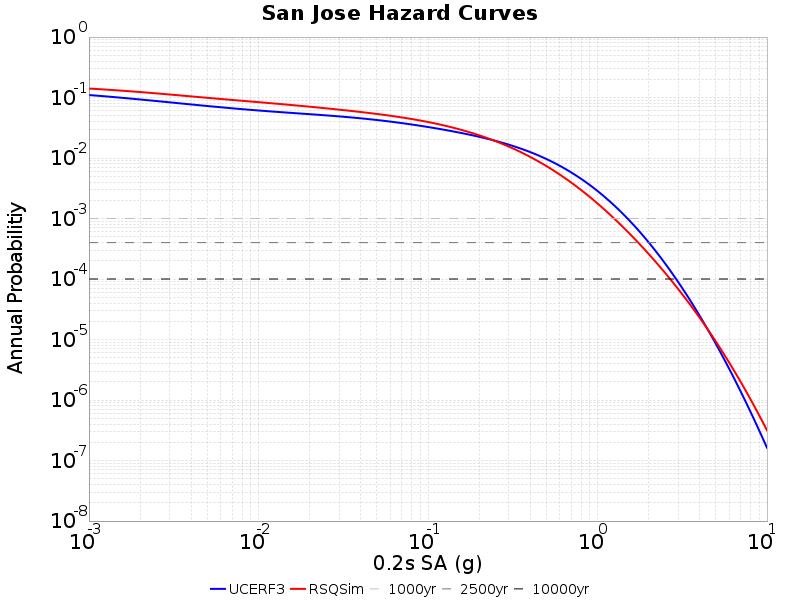 San Jose Hazard Curves
Annual Probabilitiy
10^0
10^-1
10^-2
10^-3
10^-4
10^-5
10^-6
10^-7
10^-8
10^-3 10^-2 10^-1 10^0 10^1
0.2s SA (g)
UCERF3 RSQSim 1000yr 2500yr 10000yr